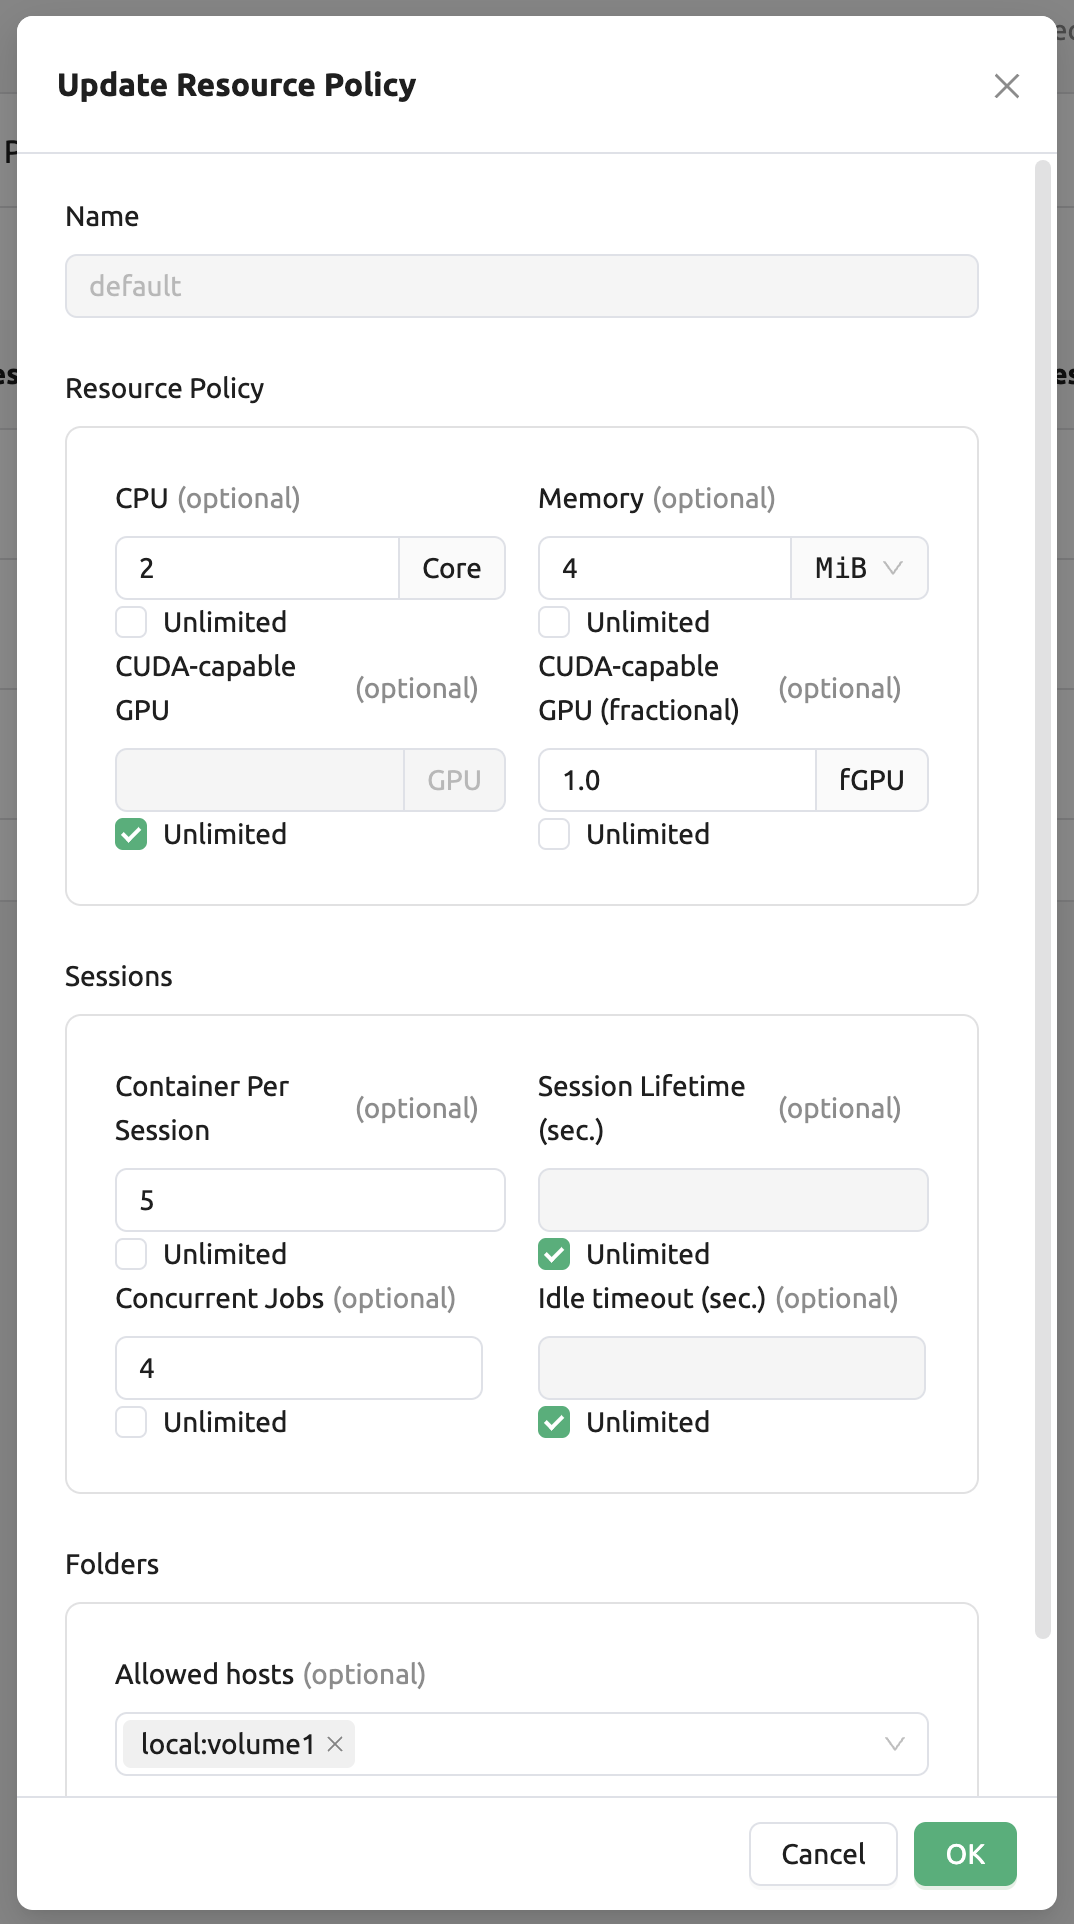 Update Resource Policy
Name
default
Resource Policy
CPU (optional)
2 Core
Unlimited
Memory (optional)
4 MiB
Unlimited
CUDA-capable
GPU (optional)
GPU
Unlimited
CUDA-capable
GPU (fractional) (optional)
1.0 fGPU
Unlimited
Sessions
Container Per
Session (optional)
5
Unlimited
Session Lifetime
(sec.) (optional)
Unlimited
Concurrent Jobs (optional)
4
Unlimited
Idle timeout (sec.) (optional)
Unlimited
Folders
Allowed hosts (optional)
local:volume1
Cancel OK